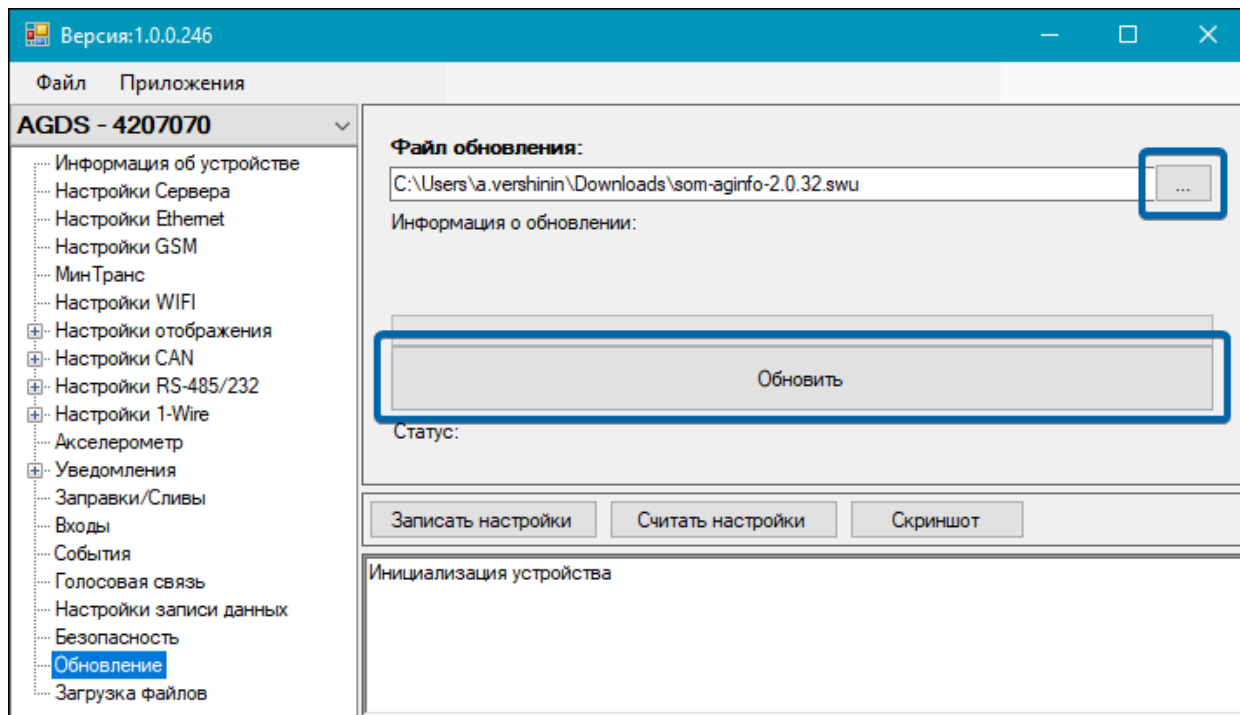 Версия:1.0.0.246
Файл Приложения
AGDS - 4207070
Информация об устройстве
Настройки Сервера
Настройки Ethernet
Настройки GSM
МинТранс
Настройки WIFI
Настройки отображения
Настройки CAN
Настройки RS-485/232
Настройки 1-Wire
Акселерометр
Уведомления
Заправки/Сливы
Входы
События
Голосовая связь
Настройки записи данных
Безопасность
Обновление
Загрузка файлов
Файл обновления:
C:\Users\a.vershinin\Downloads\som-aginfo-2.0.32.swu ...
Информация о обновлении:
Обновить
Статус:
Записать настройки Считать настройки Скриншот
Инициализация устройства